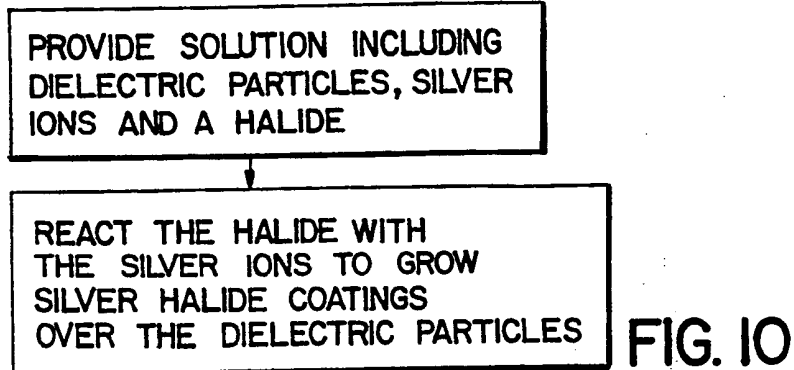 PROVIDE SOLUTION INCLUDING
DIELECTRIC PARTICLES, SILVER
IONS AND A HALIDE
REACT THE HALIDE WITH
THE SILVER IONS TO GROW
SILVER HALIDE COATINGS
OVER THE DIELECTRIC PARTICLES
FIG. 10